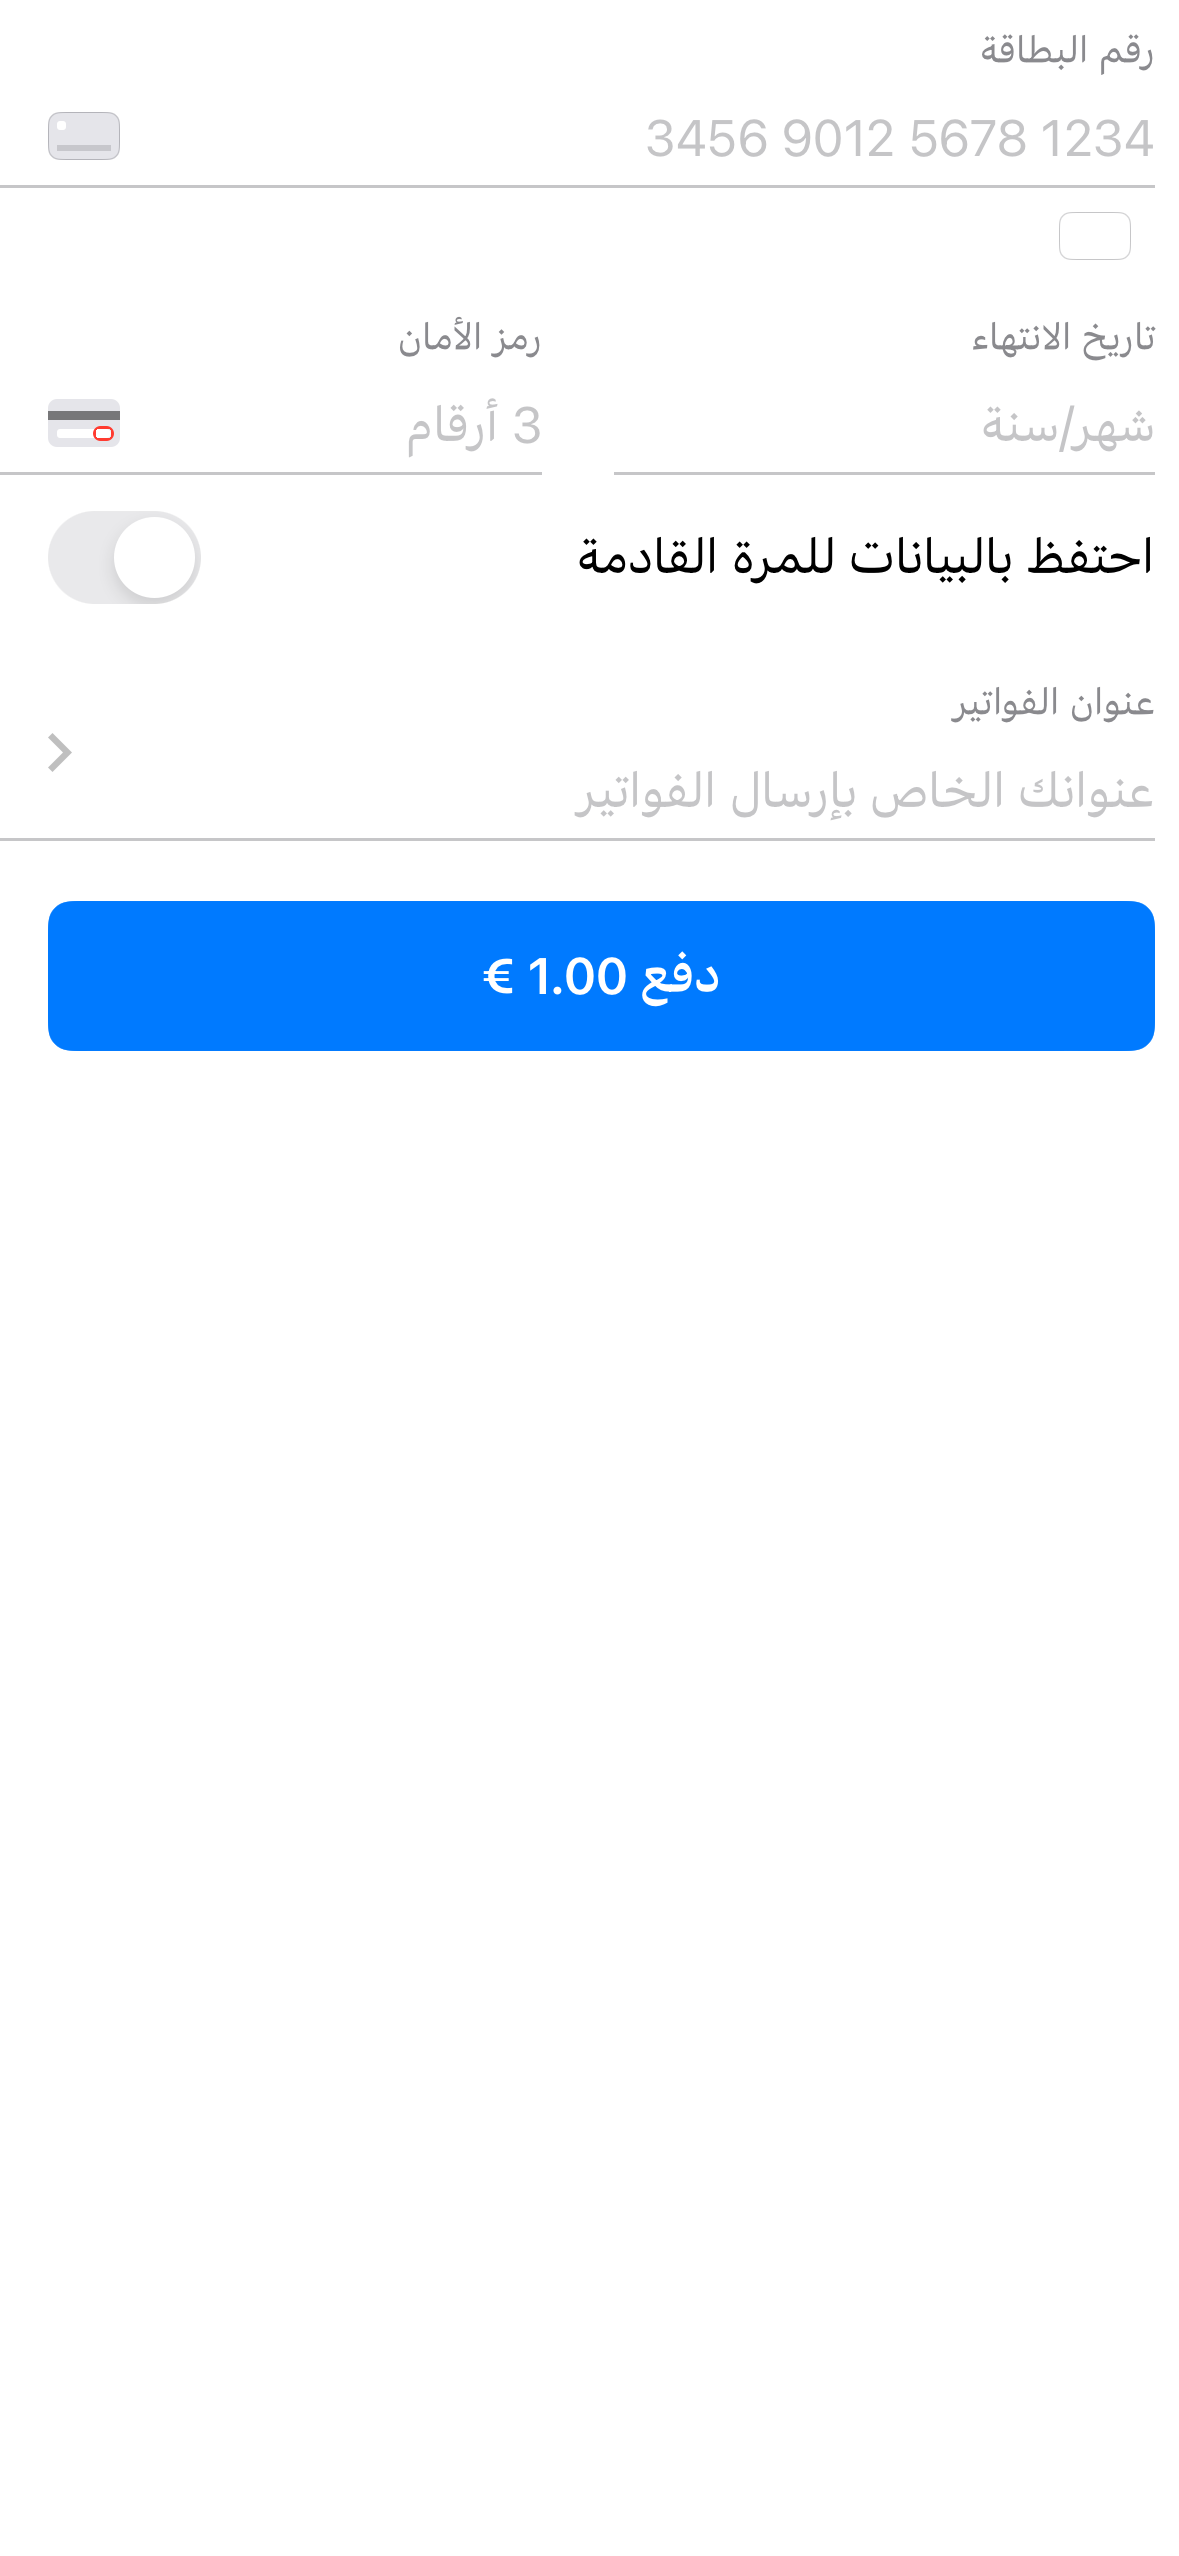 رقم البطاقة
3456 9012 5678 1234
تاريخ الانتهاء
رمز الأمان
شهر/سنة
3 أرقام
احتفظ بالبيانات للمرة القادمة
عنوان الفواتير
عنوانك الخاص بإرسال الفواتير
دفع 1.00 €